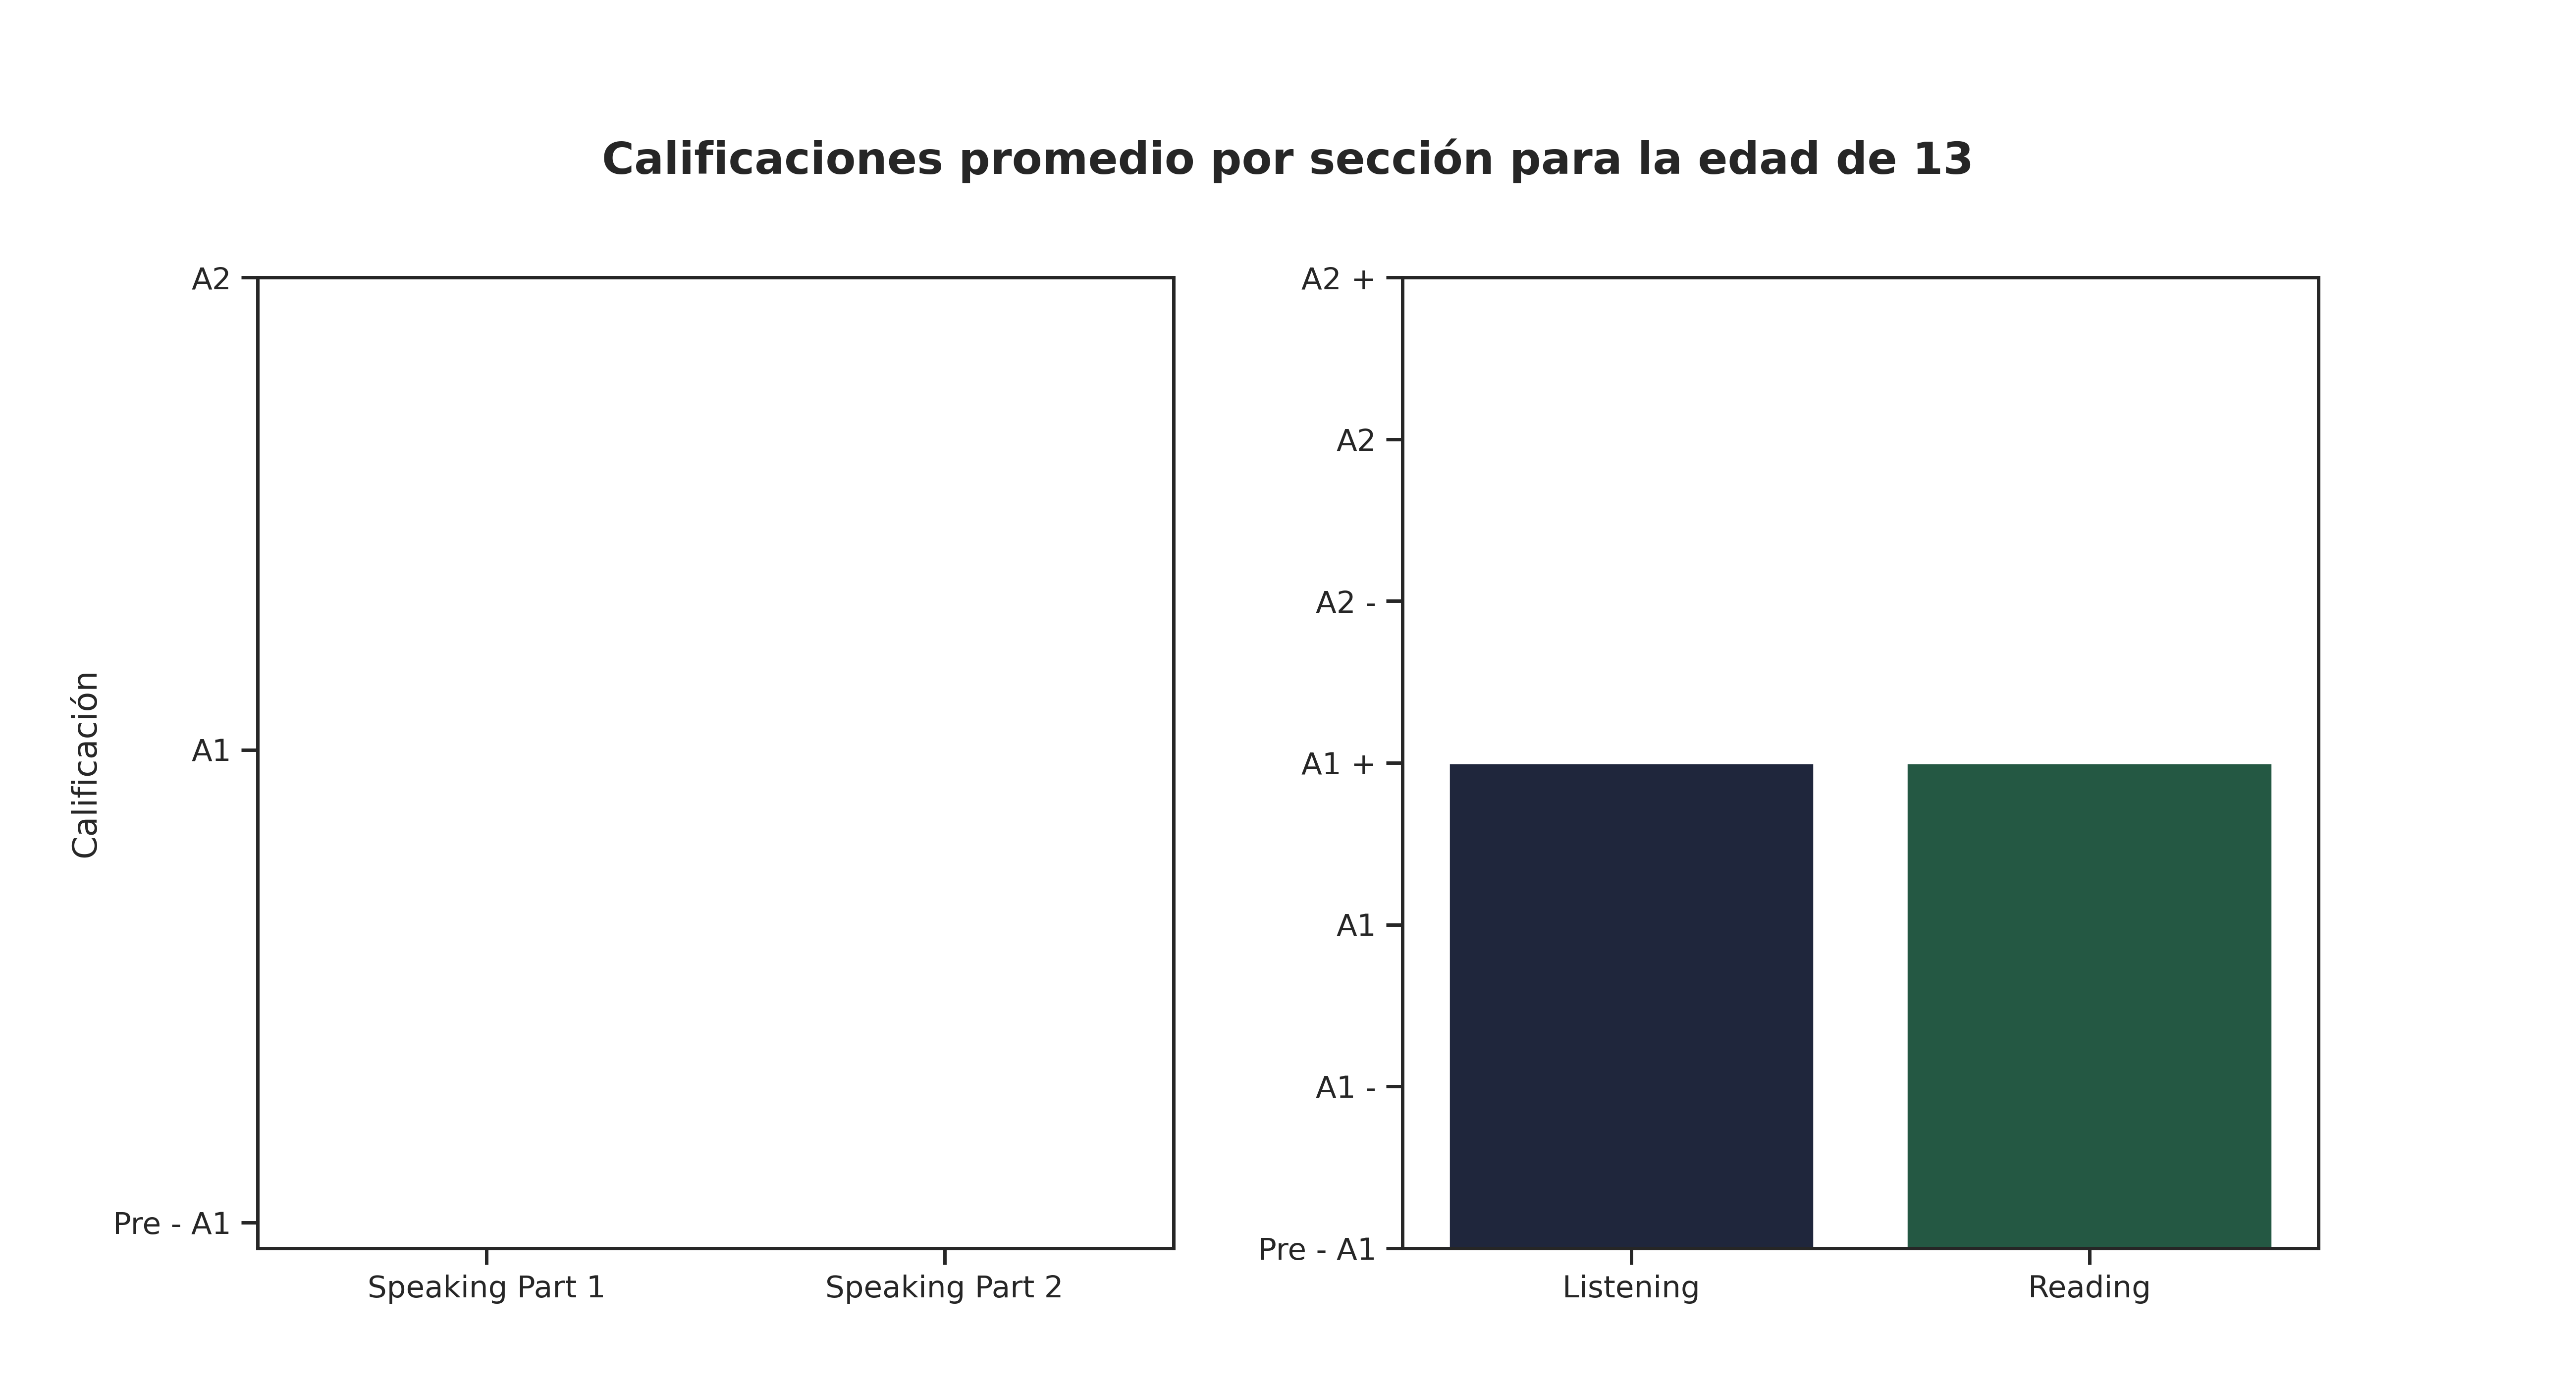 Calificaciones promedio por sección para la edad de 13
Calificación
A2
A1
Pre - A1
Speaking Part 1
Speaking Part 2
A2 +
A2
A2 -
A1 +
A1
A1 -
Pre - A1
Listening
Reading